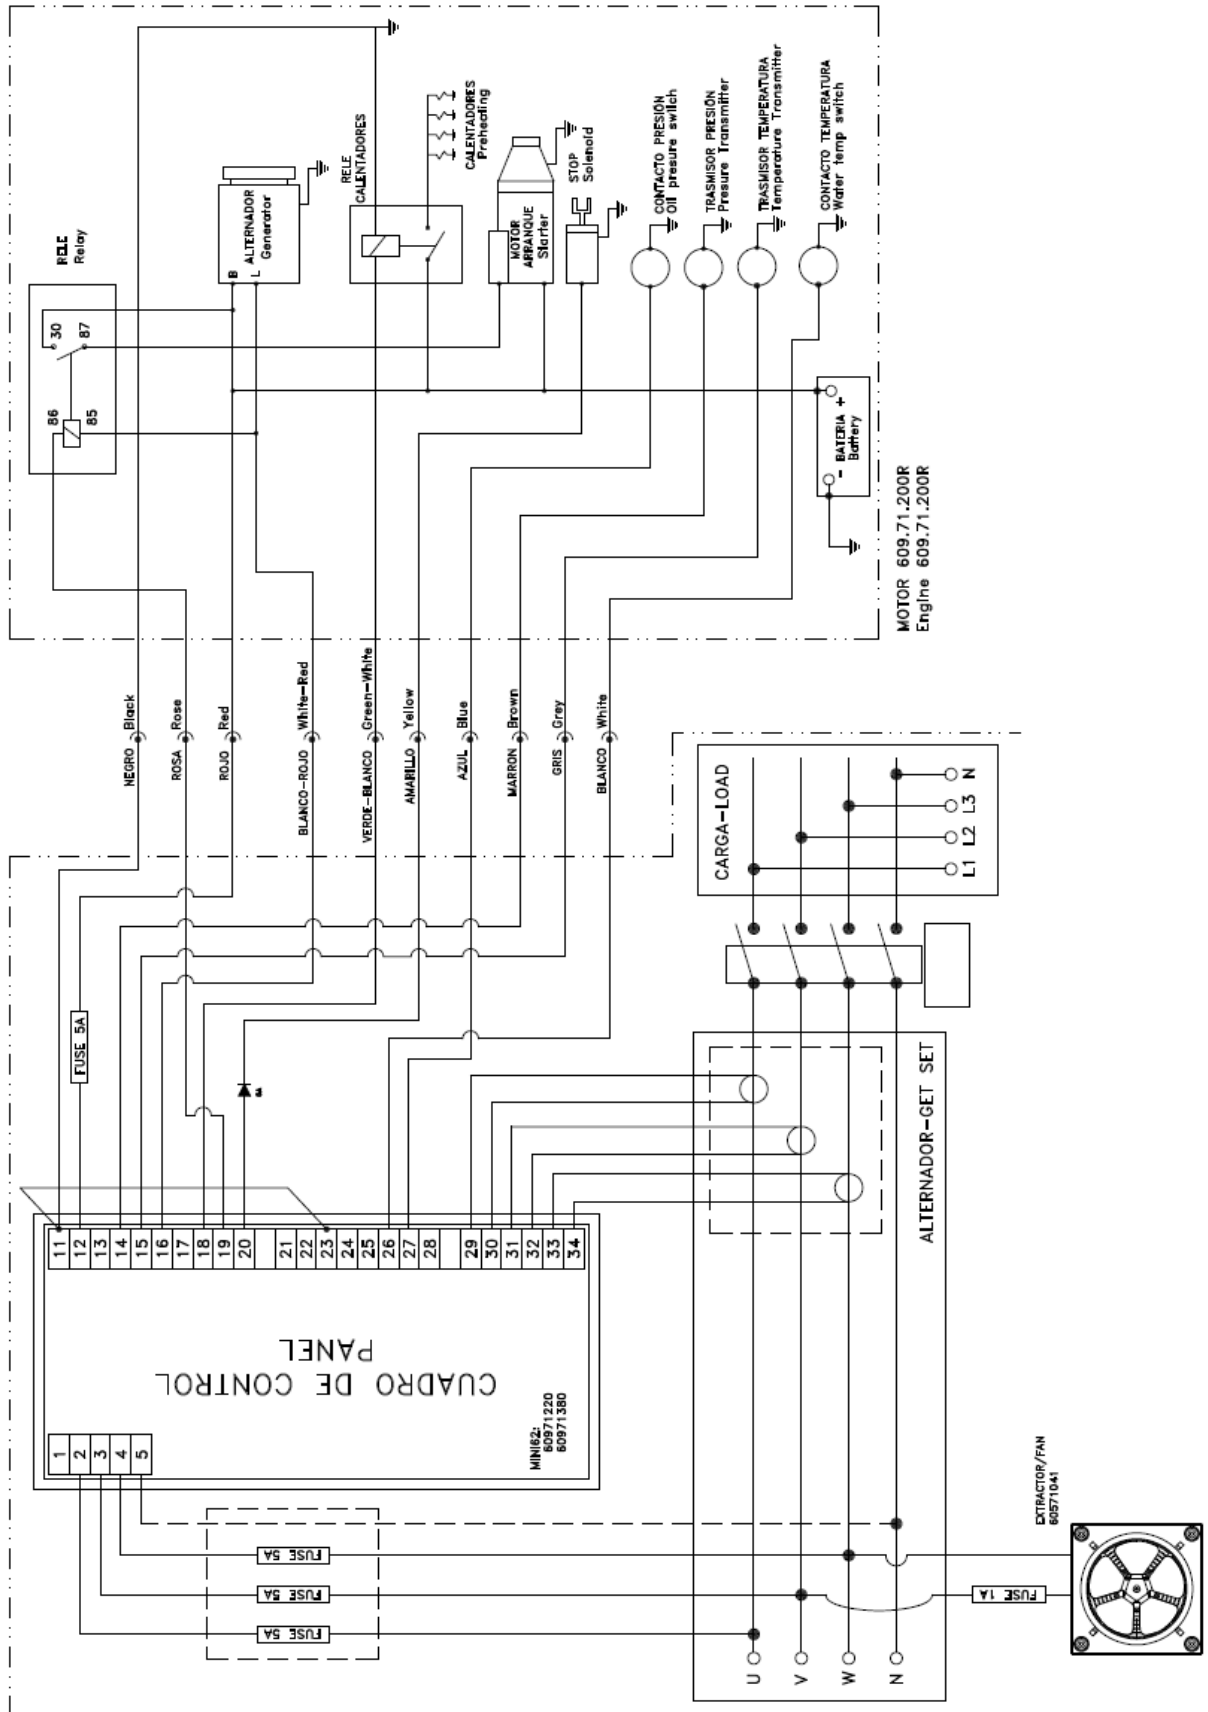 RELE
Relay
30
87
86
85
B
L
ALTERNADOR
Generator
RELE
CALENTADORES
CALENTADORES
Preheating
MOTOR
ARRANQUE
Starter
STOP
Solenoid
CONTACTO PRESIÓN
Oil presure switch
TRASMISOR PRESIÓN
Presure Transmitter
TRASMISOR TEMPERATURA
Temperature Transmitter
CONTACTO TEMPERATURA
Water temp switch
- BATERIA +
Battery
MOTOR 609.71.200R
Engine 609.71.200R
NEGRO Black
ROSA Rose
ROJO Red
BLANCO-ROJO White-Red
VERDE-BLANCO Green-White
AMARILLO Yellow
AZUL Blue
MARRON Brown
GRIS Grey
BLANCO White
CARGA-LOAD
L1
L2
L3
N
FUSE 5A
11
12
13
14
15
16
17
18
19
20
21
22
23
24
25
26
27
28
29
30
31
32
33
34
ALTERNADOR-GET SET
CUADRO DE CONTROL
PANEL
MINI62:
60971220
60971380
1
2
3
4
5
FUSE 5A
FUSE 5A
FUSE 5A
FUSE 1A
EXTRACTOR/FAN
60571041
U
V
W
N